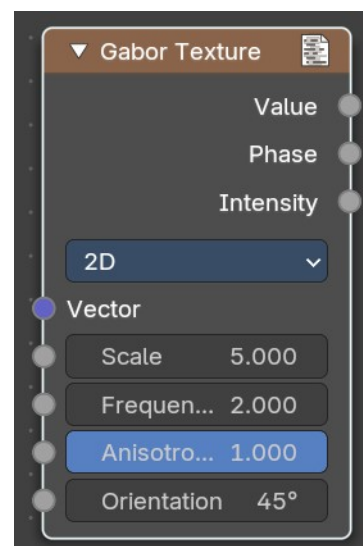 Gabor Texture
Value
Phase
Intensity
2D
Vector
Scale 5.000
Frequen... 2.000
Anisotro... 1.000
Orientation 45°